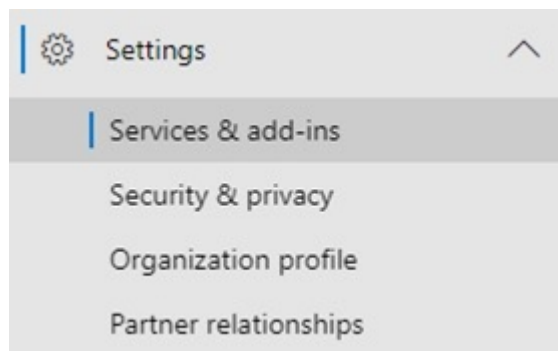 Settings
Services & add-ins
Security & privacy
Organization profile
Partner relationships